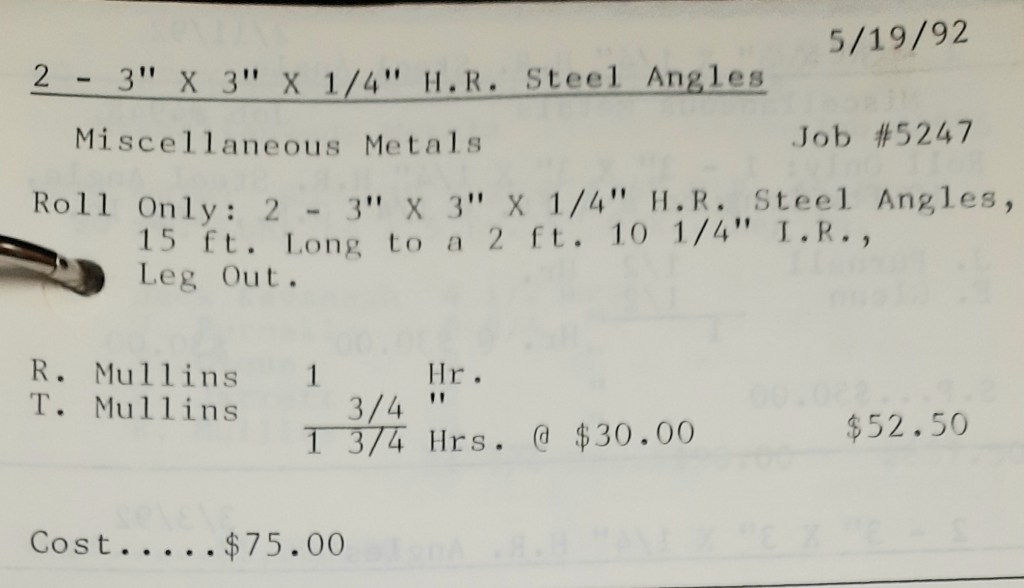 5/19/92
2 - 3" X 3" X 1/4" H.R. Steel Angles
Miscellaneous Metals Job #5247
Roll Only: 2 - 3" X 3" X 1/4" H.R. Steel Angles,
15 ft. Long to a 2 ft. 10 1/4" I.R.,
Leg Out.
R. Mullins 1 Hr.
T. Mullins 3/4 "
1 3/4 Hrs. @ $30.00 $52.50
Cost.....$75.00